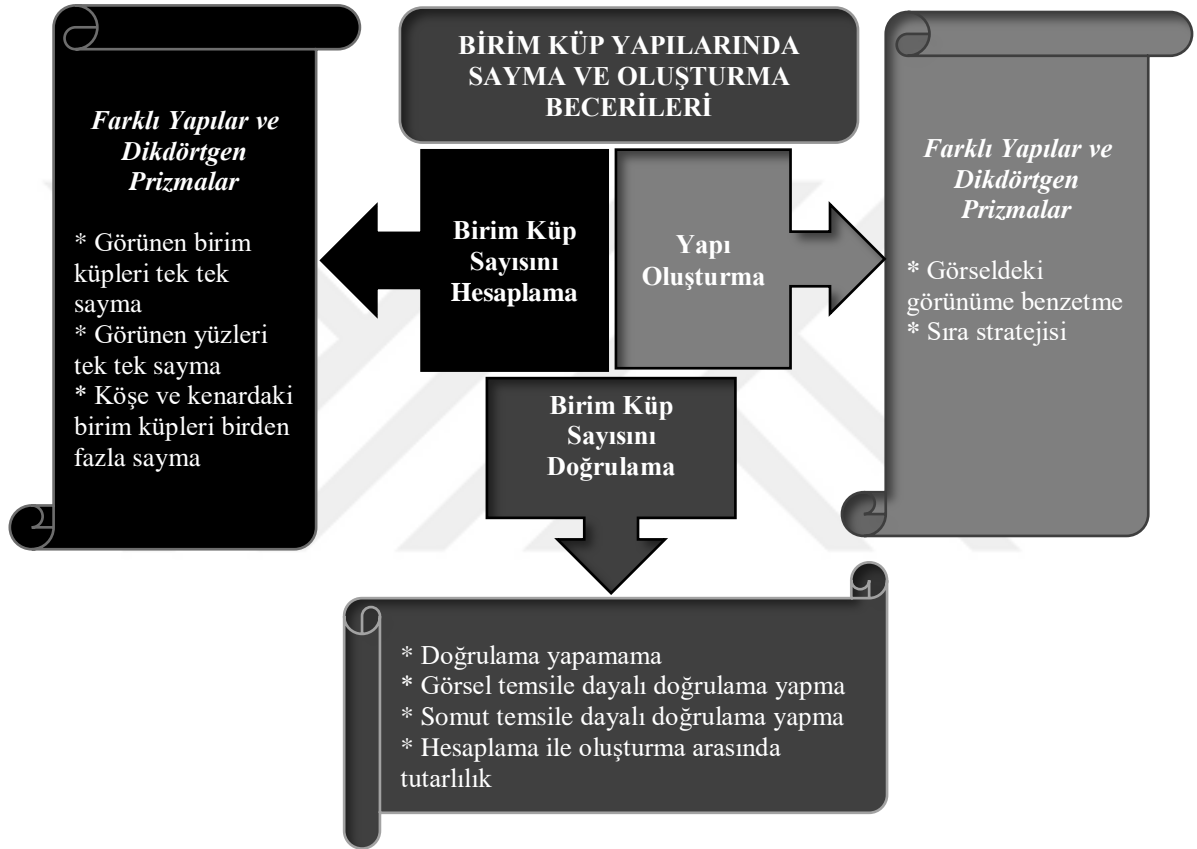 BİRİM KÜP YAPILARINDA
SAYMA VE OLUŞTURMA
BECERİLERİ
Farklı Yapılar ve
Dikdörtgen
Prizmalar
* Görünen birim
küpleri tek tek
sayma
* Görünen yüzleri
tek tek sayma
* Köşe ve kenardaki
birim küpleri birden
fazla sayma
Birim Küp
Sayısını
Hesaplama
Yapı
Oluşturma
Farklı Yapılar ve
Dikdörtgen
Prizmalar
* Görseldeki
görünüme benzetme
* Sıra stratejisi
Birim Küp
Sayısını
Doğrulama
* Doğrulama yapamama
* Görsel temsile dayalı doğrulama yapma
* Somut temsile dayalı doğrulama yapma
* Hesaplama ile oluşturma arasında
tutarlılık